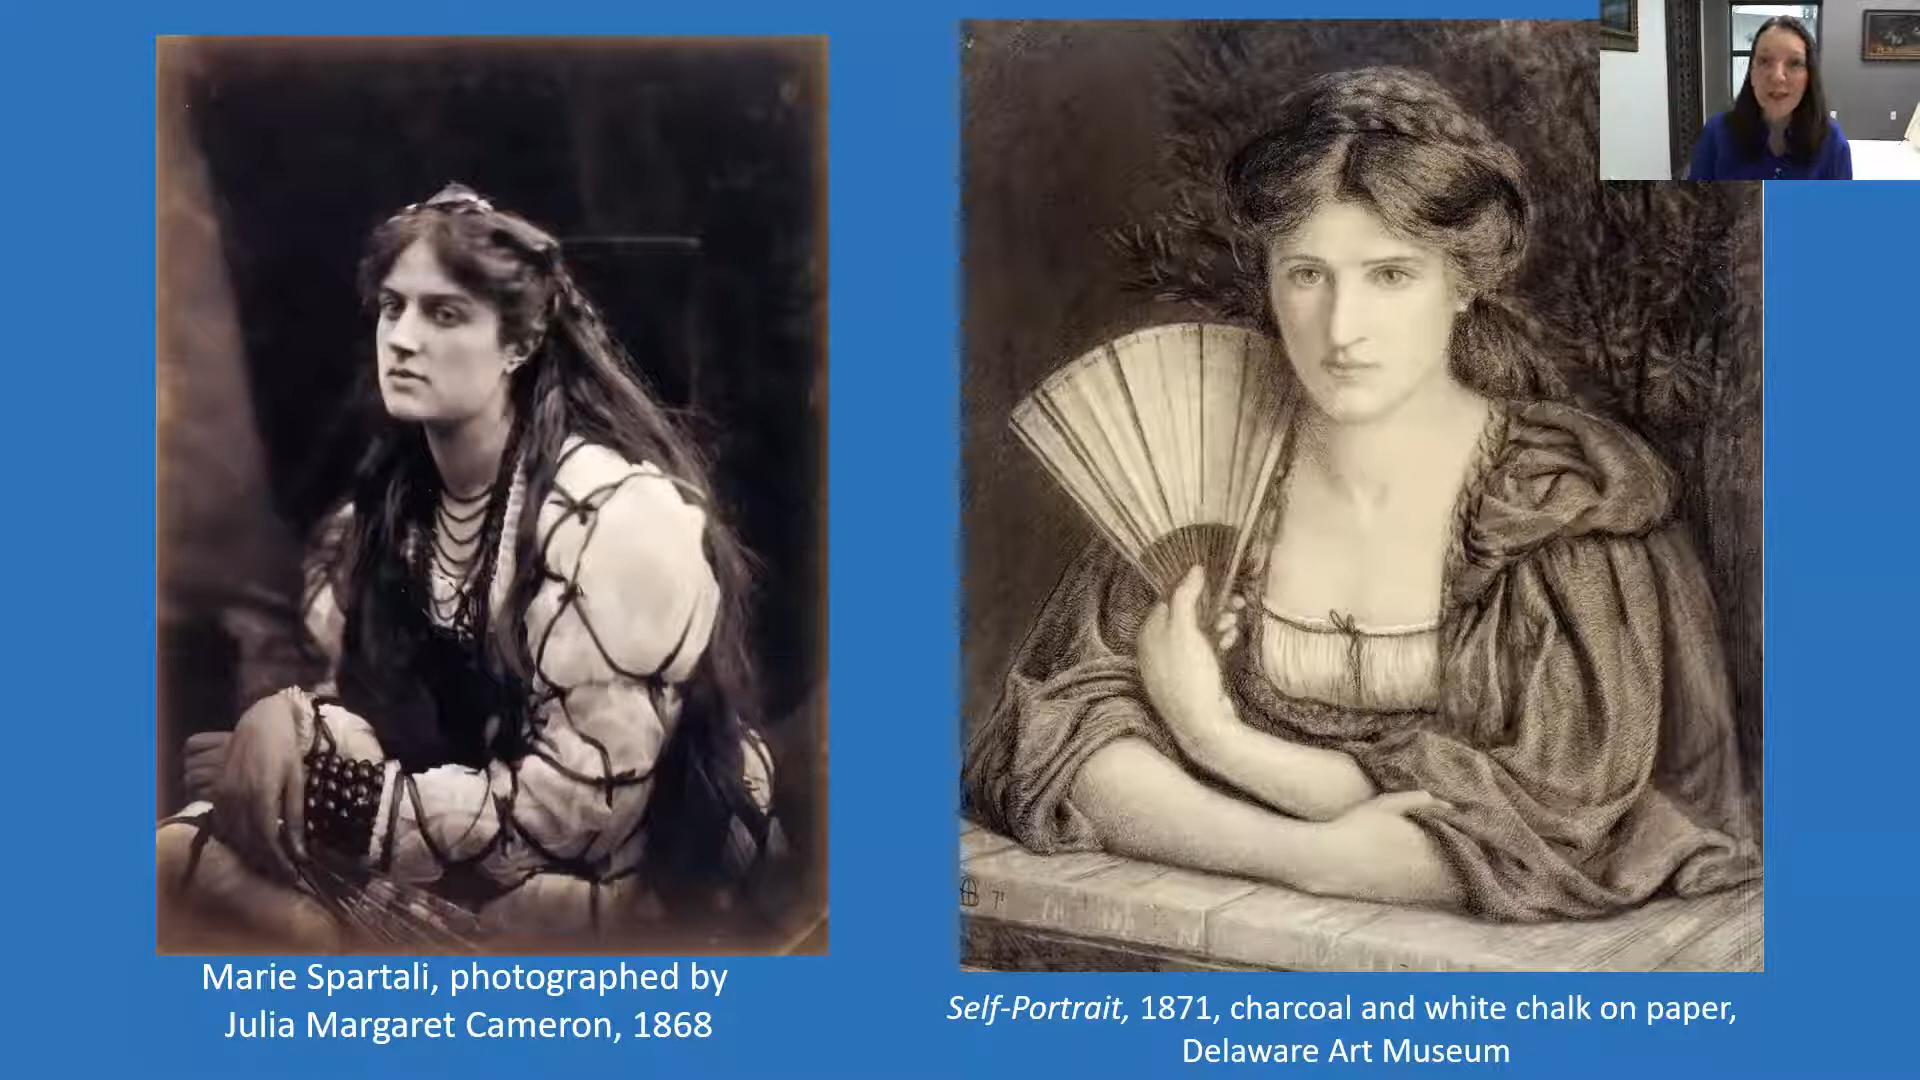 Marie Spartali, photographed by
Julia Margaret Cameron, 1868
71
Self-Portrait, 1871, charcoal and white chalk on paper,
Delaware Art Museum